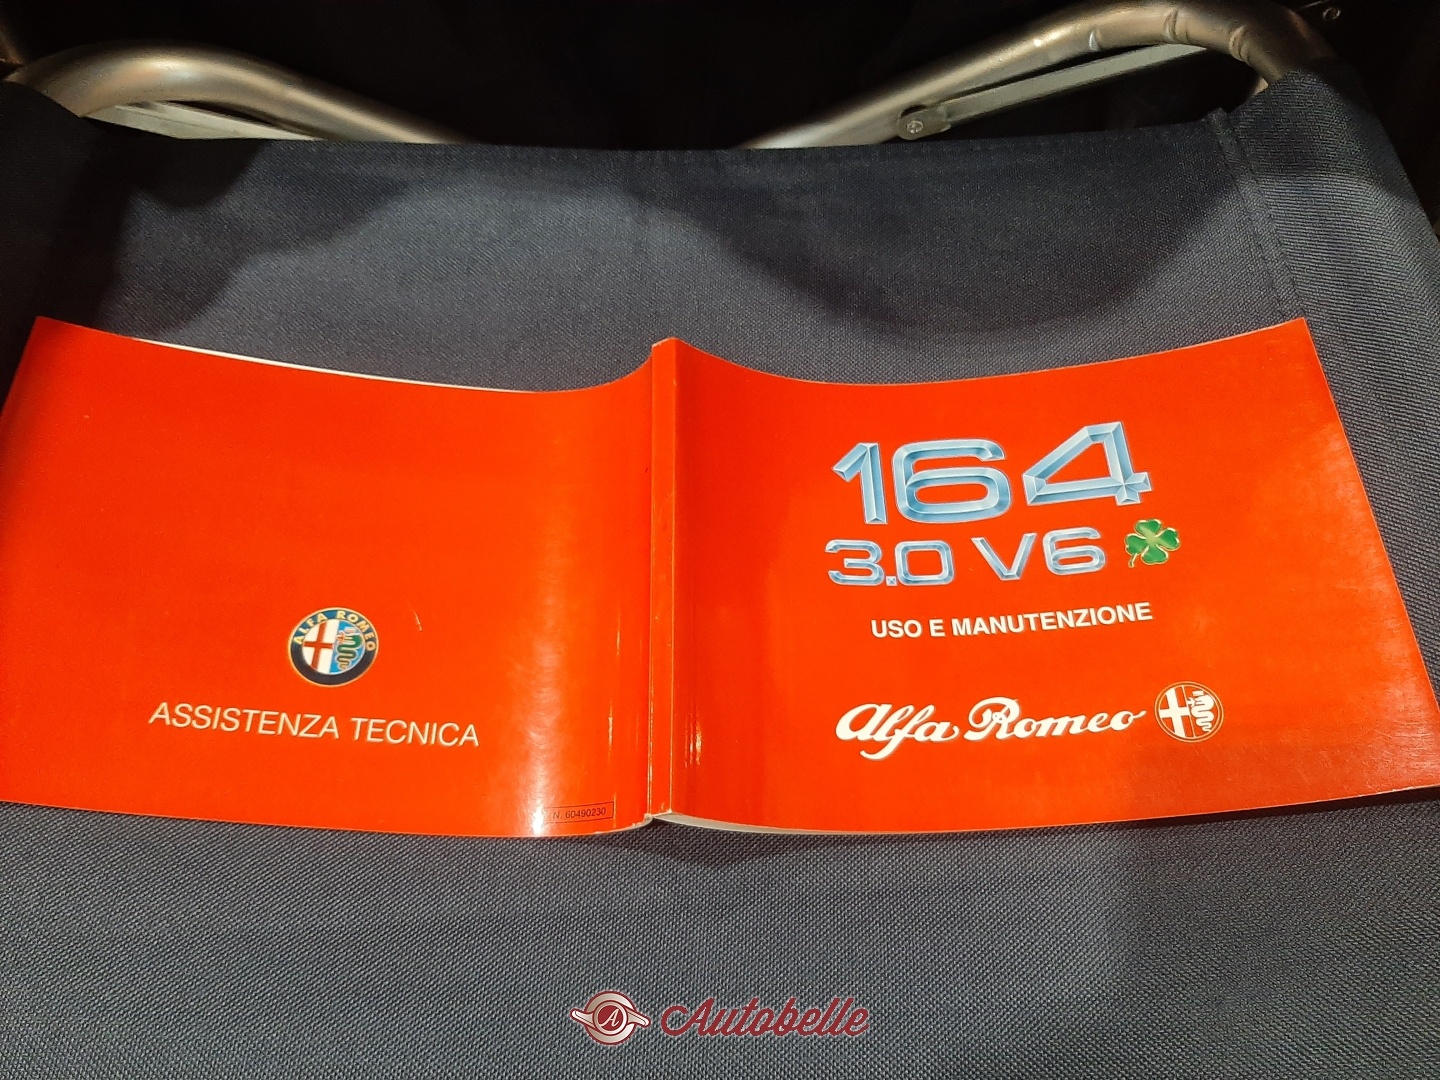 ALFA ROMEO
ASSISTENZA TECNICA
N. 60490230
164
3.0 V6
USO E MANUTENZIONE
Alfa Romeo
A Autobelle